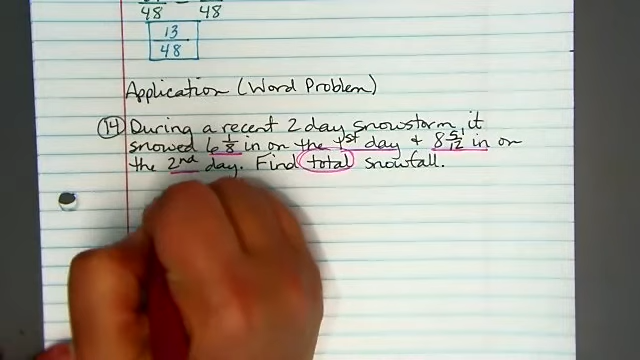 48 48
13
48
Application (Word Problem)
14 During a recent 2 day snowstorm, it
snowed 6 1/8 in on the 1st day & 8 5/12 in on
the 2nd day. Find total snowfall.